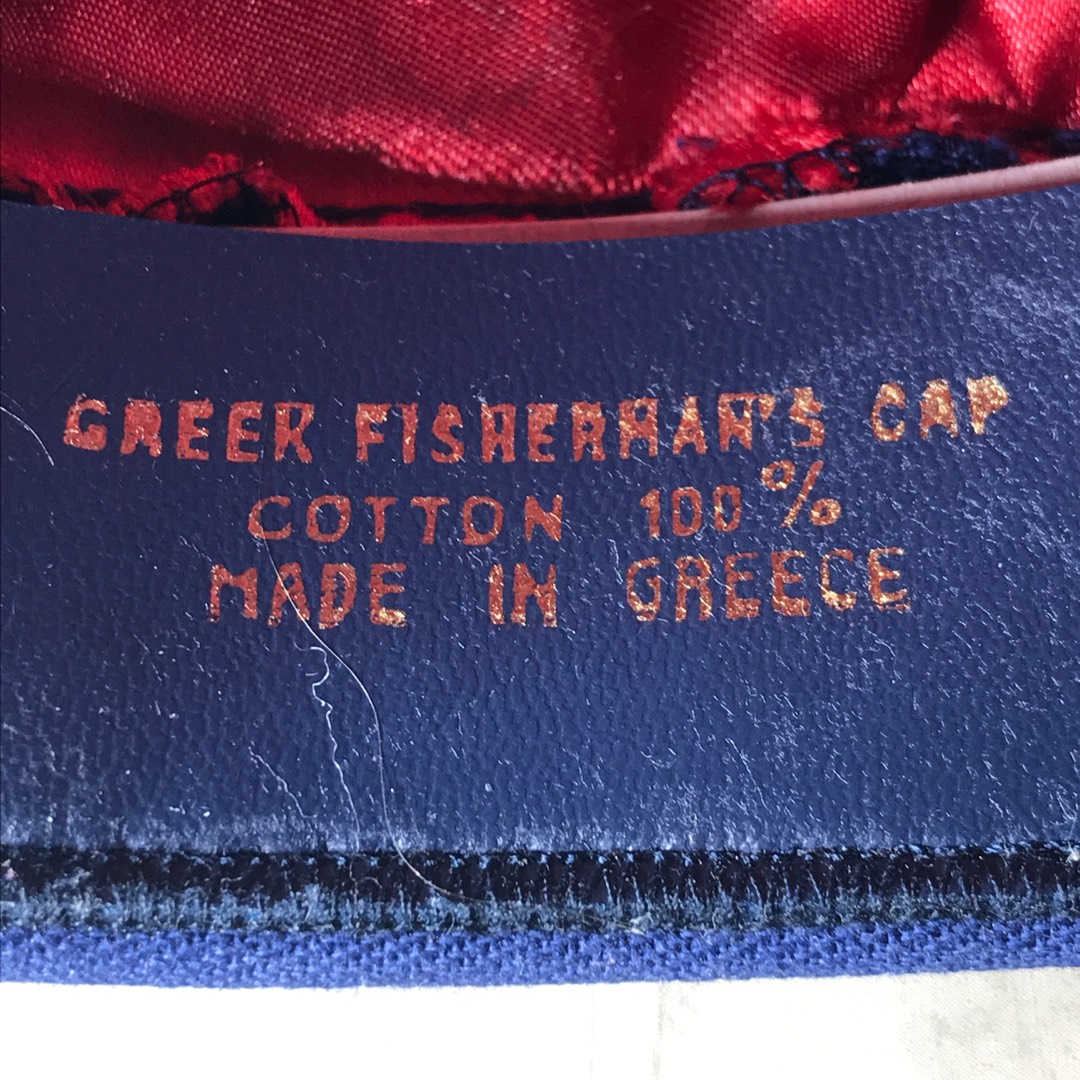 GREEK FISHERMAN'S CAP
COTTON 100%
MADE IN GREECE